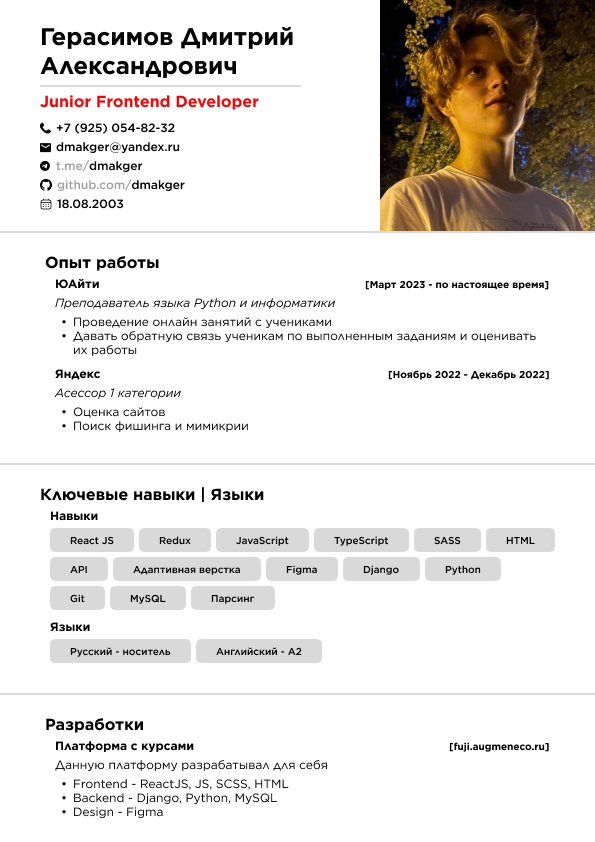 Герасимов Дмитрий
Александрович
Junior Frontend Developer
+7 (925) 054-82-32
dmakger@yandex.ru
t.me/dmakger
github.com/dmakger
18.08.2003
Опыт работы
ЮАйти [Март 2023 - по настоящее время]
Преподаватель языка Python и информатики
• Проведение онлайн занятий с учениками
• Давать обратную связь ученикам по выполненным заданиям и оценивать
их работы
Яндекс [Ноябрь 2022 - Декабрь 2022]
Асессор 1 категории
• Оценка сайтов
• Поиск фишинга и мимикрии
Ключевые навыки | Языки
Навыки
React JS Redux JavaScript TypeScript SASS HTML
API Адаптивная верстка Figma Django Python
Git MySQL Парсинг
Языки
Русский - носитель Английский - A2
Разработки
Платформа с курсами [fuji.augmeneco.ru]
Данную платформу разрабатывал для себя
• Frontend - ReactJS, JS, SCSS, HTML
• Backend - Django, Python, MySQL
• Design - Figma